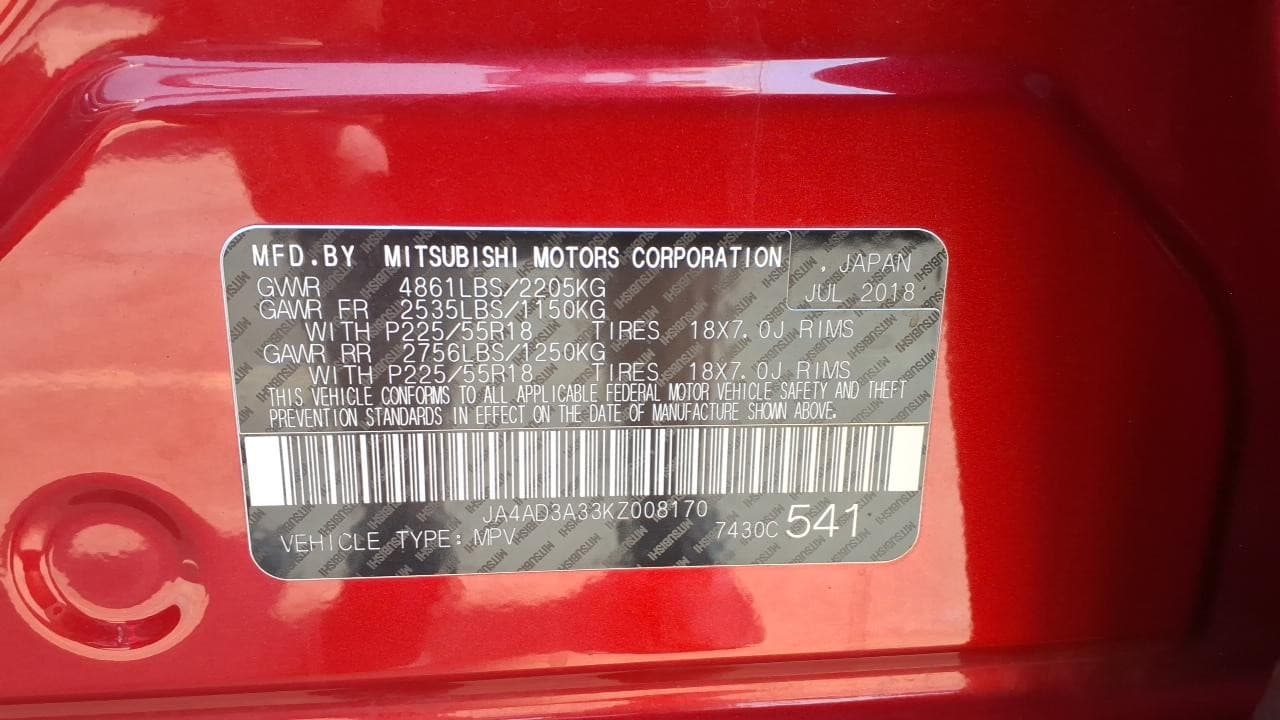 MFD.BY MITSUBISHI MOTORS CORPORATION , JAPAN
GVWR 4861LBS/2205KG JUL 2018
GAWR FR 2535LBS/1150KG
WITH P225/55R18 TIRES 18X7.0J RIMS
GAWR RR 2756LBS/1250KG
WITH P225/55R18 TIRES 18X7.0J RIMS
THIS VEHICLE CONFORMS TO ALL APPLICABLE FEDERAL MOTOR VEHICLE SAFETY AND THEFT
PREVENTION STANDARDS IN EFFECT ON THE DATE OF MANUFACTURE SHOWN ABOVE.
JA4AD3A33KZ008170
VEHICLE TYPE: MPV 7430C 541